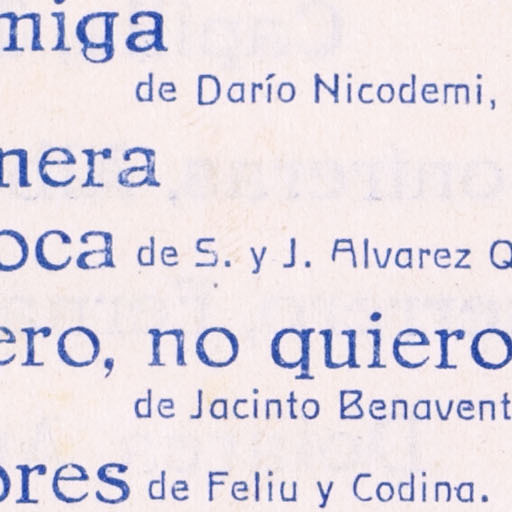 miga
de Darío Nicodemi,
nera
oca de S. y J. Alvarez Q
ero, no quiero
de Jacinto Benavent
ores de Feliu y Codina.